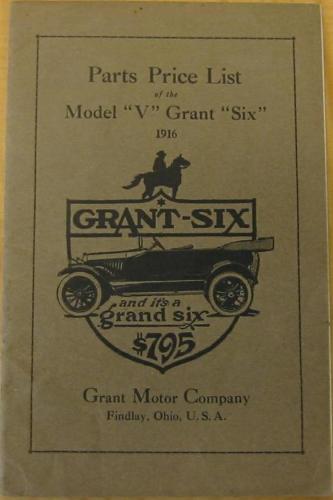 Parts Price List
of the
Model "V" Grant "Six"
1916
GRANT-SIX
and it's a
grand six
$795
Grant Motor Company
Findlay, Ohio, U. S. A.